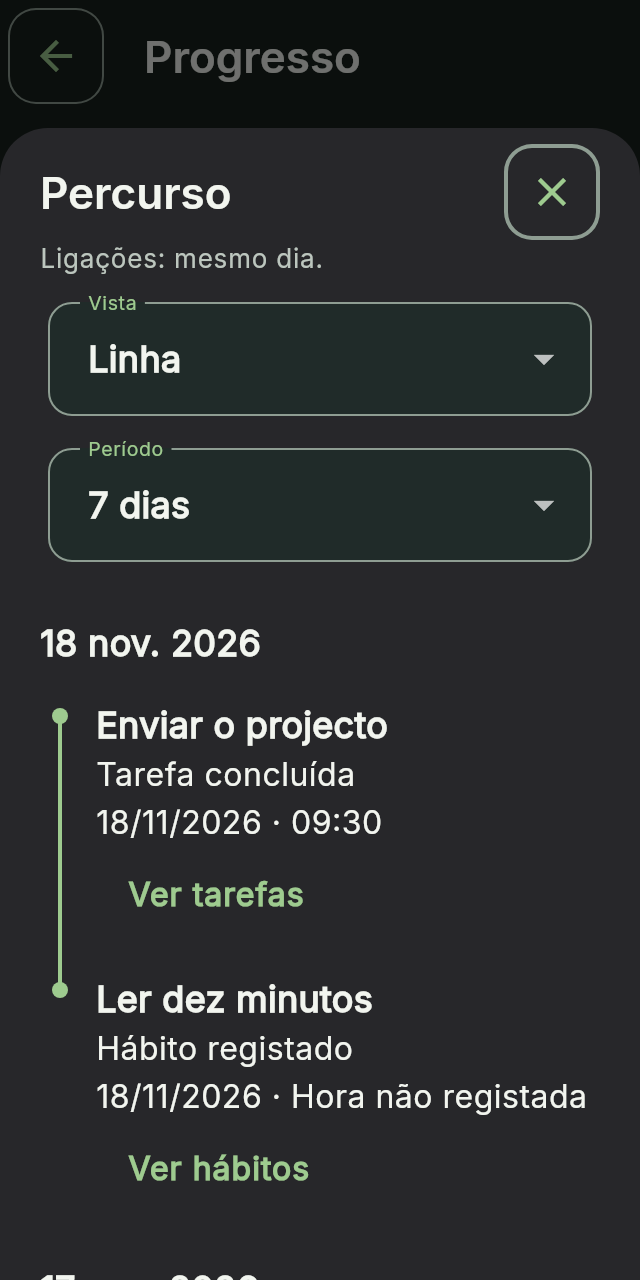 Progresso
Percurso
Ligações: mesmo dia.
Vista
Linha
Período
7 dias
18 nov. 2026
Enviar o projecto
Tarefa concluída
18/11/2026 · 09:30
Ver tarefas
Ler dez minutos
Hábito registado
18/11/2026 · Hora não registada
Ver hábitos